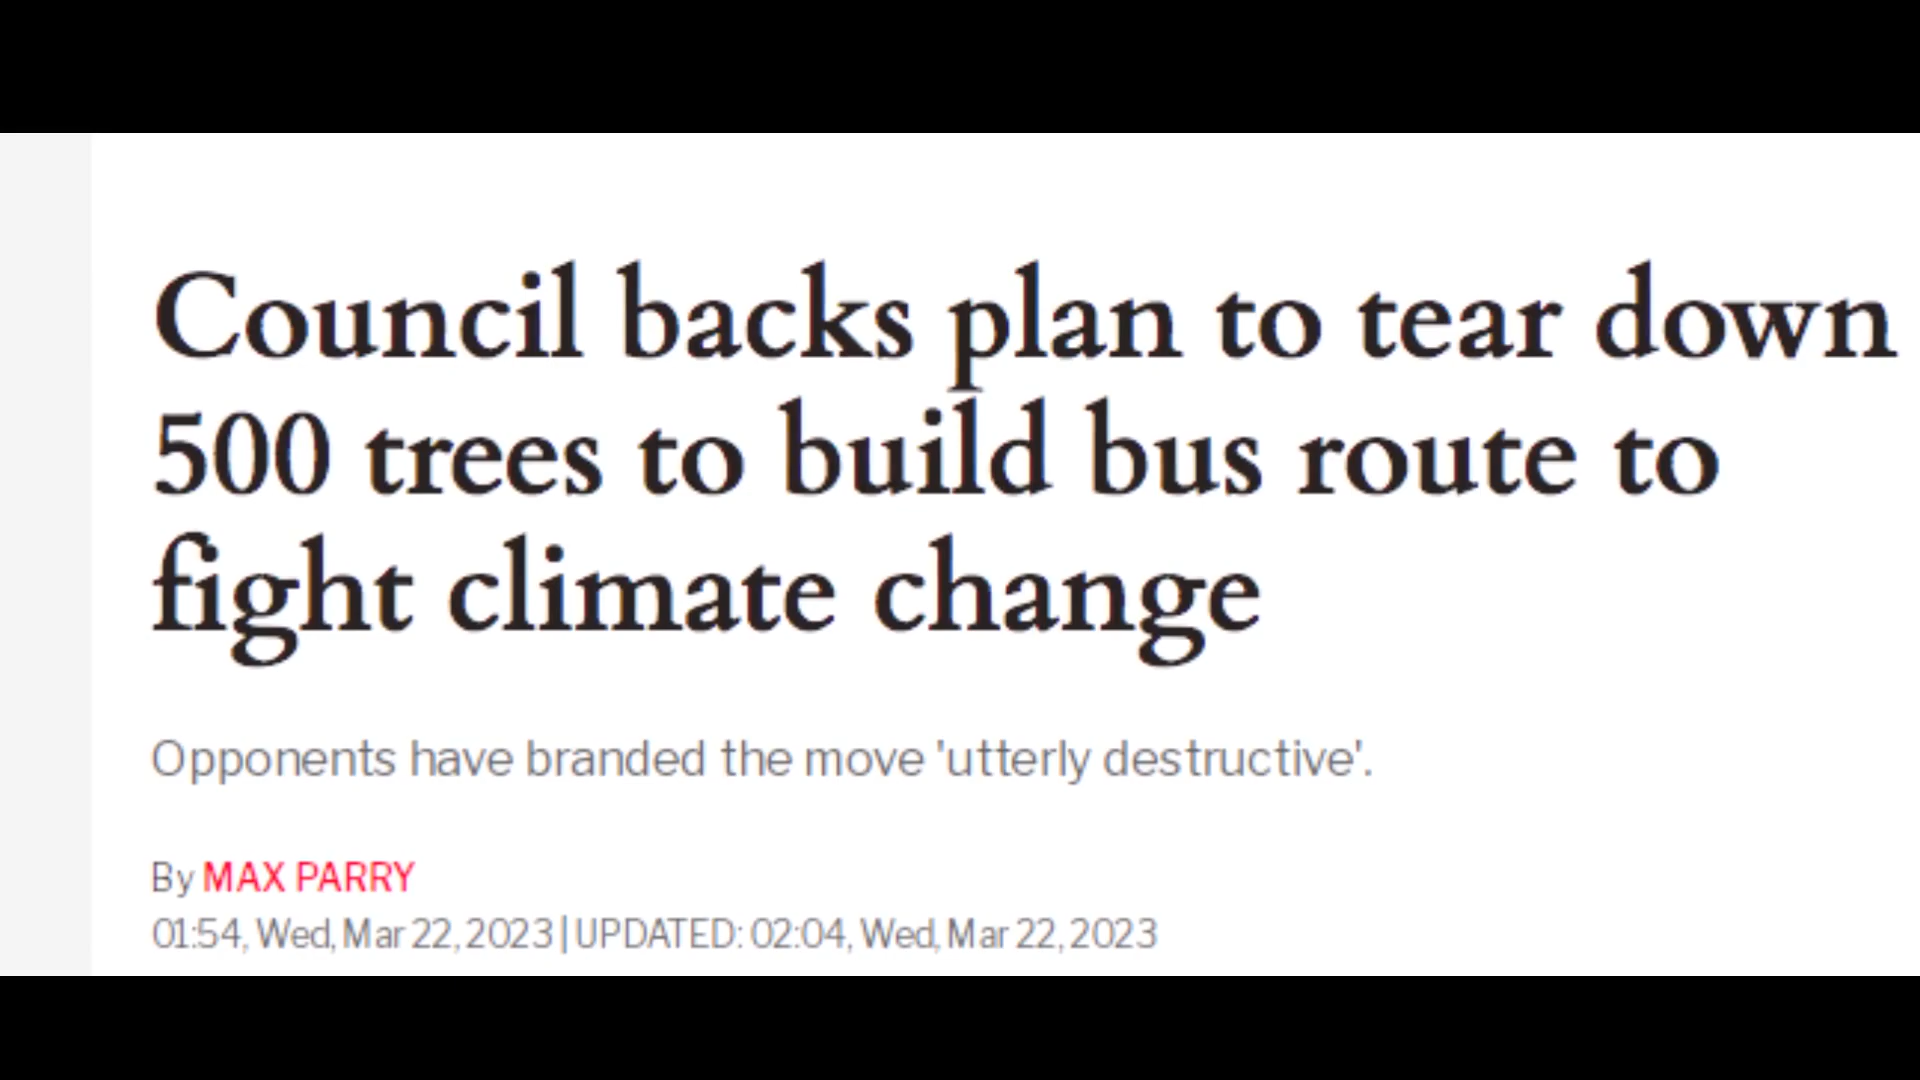 Council backs plan to tear down
500 trees to build bus route to
fight climate change
Opponents have branded the move 'utterly destructive'.
By MAX PARRY
01:54, Wed, Mar 22, 2023 | UPDATED: 02:04, Wed, Mar 22, 2023